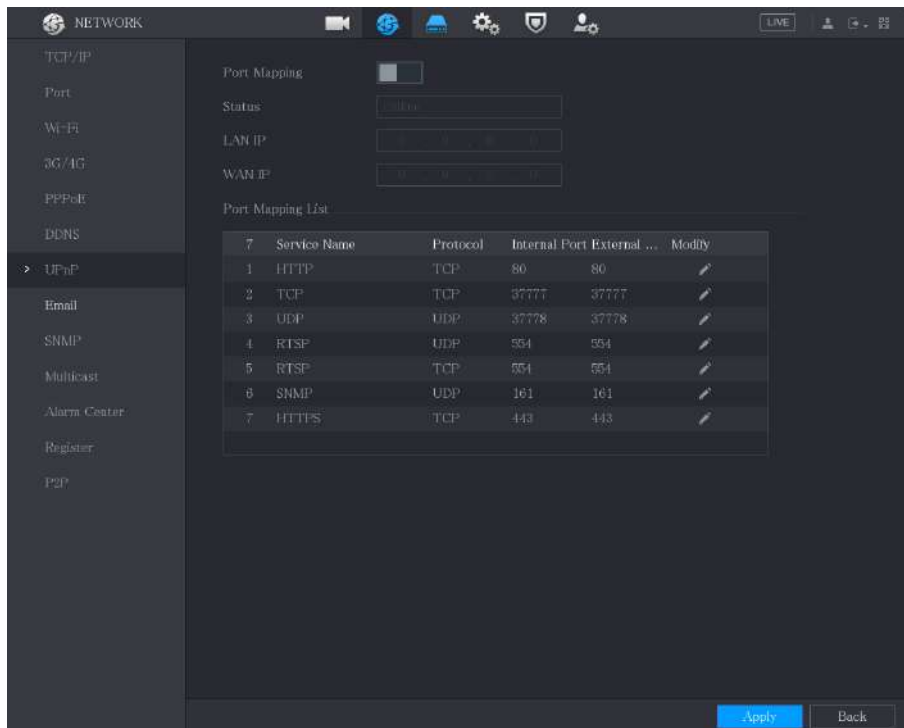 NETWORK
LIVE
TCP/IP
Port
Wi-Fi
3G/4G
PPPoE
DDNS
UPnP
Email
SNMP
Multicast
Alarm Center
Register
P2P
Port Mapping
Status
LAN IP
WAN IP
Port Mapping List
7 Service Name Protocol Internal Port External ... Modify
1 HTTP TCP 80 80
2 TCP TCP 37777 37777
3 UDP UDP 37778 37778
4 RTSP UDP 554 554
5 RTSP TCP 554 554
6 SNMP UDP 161 161
7 HTTPS TCP 443 443
Apply Back